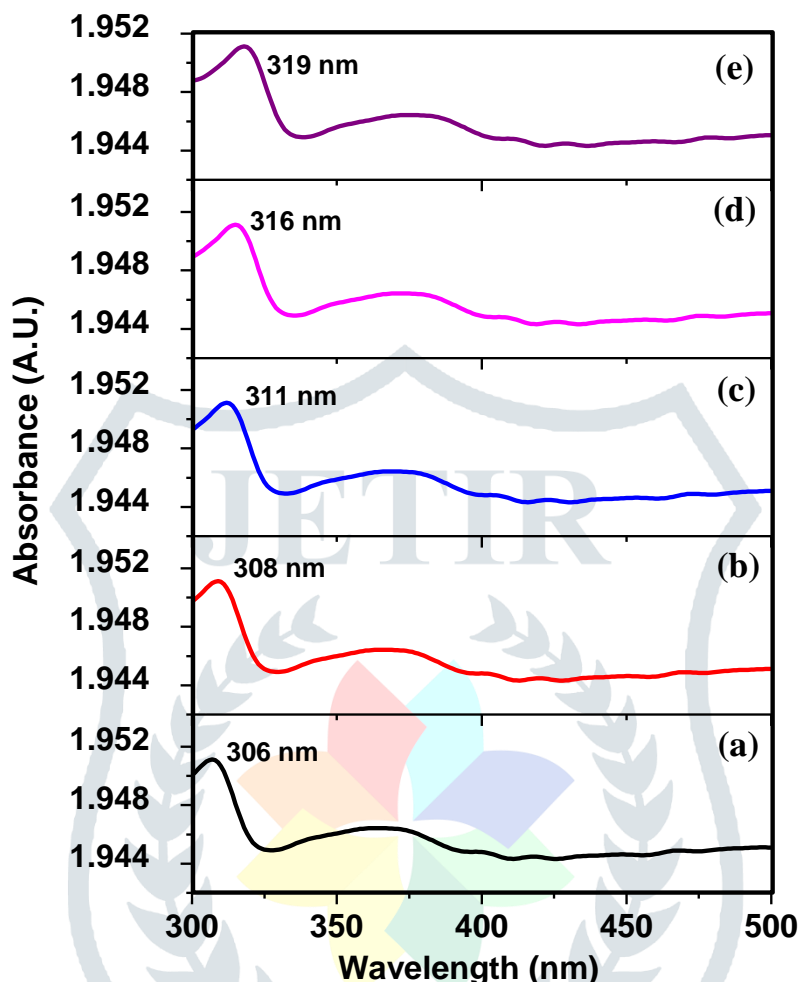 1.952
1.948
1.944
319 nm
(e)
1.952
1.948
1.944
316 nm
(d)
1.952
1.948
1.944
311 nm
(c)
1.952
1.948
1.944
308 nm
(b)
1.952
1.948
1.944
306 nm
(a)
Absorbance (A.U.)
300 350 400 450 500
Wavelength (nm)
JETIR